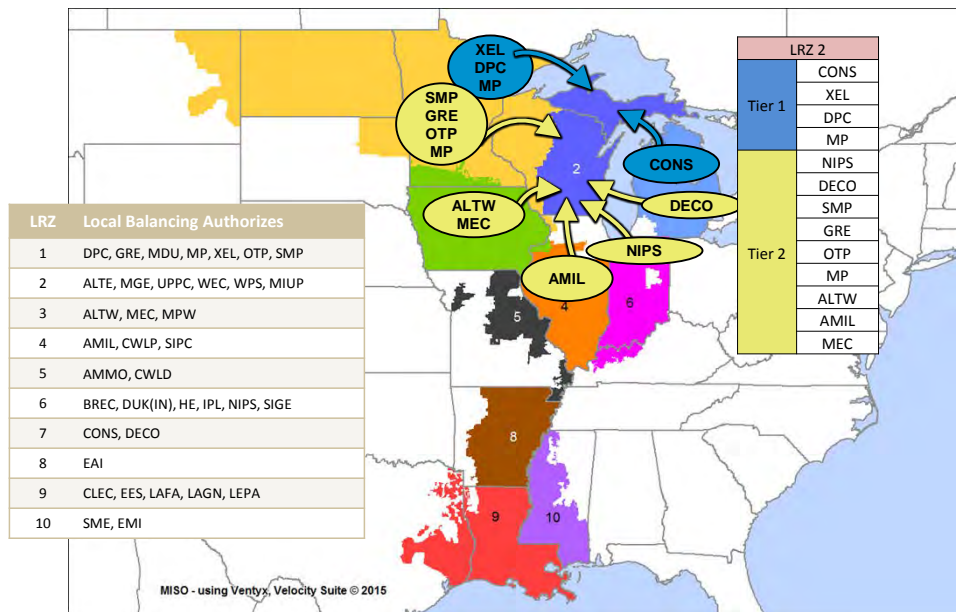 XEL
DPC
MP
SMP
GRE
OTP
MP
CONS
ALTW
MEC
DECO
NIPS
AMIL
2
4
5
6
8
9
10
LRZ 2
Tier 1
CONS
XEL
DPC
MP
Tier 2
NIPS
DECO
SMP
GRE
OTP
MP
ALTW
AMIL
MEC
LRZ Local Balancing Authorizes
1 DPC, GRE, MDU, MP, XEL, OTP, SMP
2 ALTE, MGE, UPPC, WEC, WPS, MIUP
3 ALTW, MEC, MPW
4 AMIL, CWLP, SIPC
5 AMMO, CWLD
6 BREC, DUK(IN), HE, IPL, NIPS, SIGE
7 CONS, DECO
8 EAI
9 CLEC, EES, LAFA, LAGN, LEPA
10 SME, EMI
MISO - using Ventyx, Velocity Suite © 2015